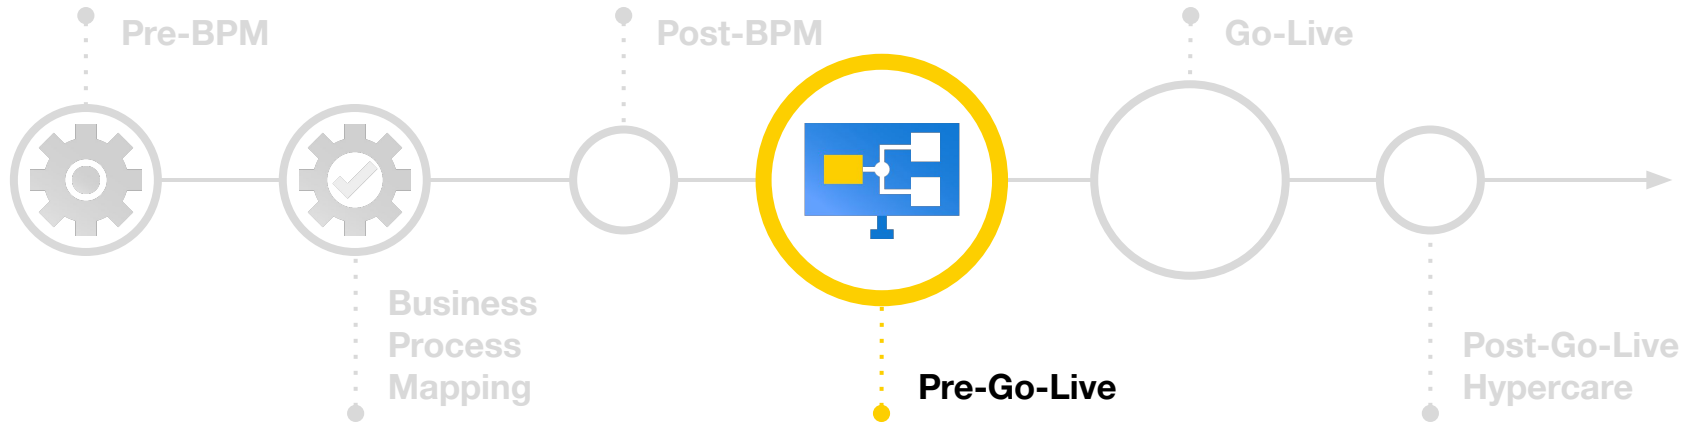 Pre-BPM
Business
Process
Mapping
Post-BPM
Pre-Go-Live
Go-Live
Post-Go-Live
Hypercare